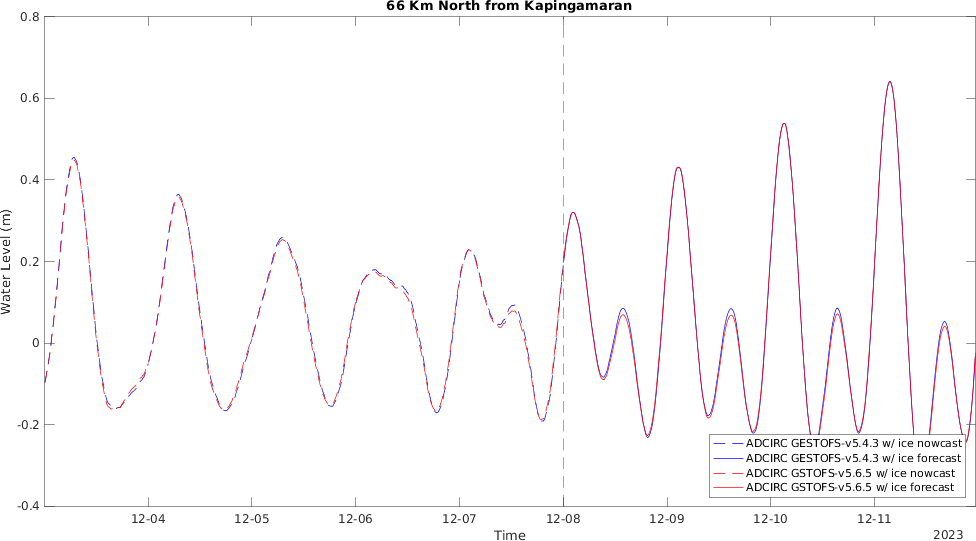 66 Km North from Kapingamaran
0.8
0.6
0.4
0.2
0
-0.2
-0.4
Water Level (m)
12-04
12-05
12-06
12-07
12-08
12-09
12-10
12-11
Time
2023
ADCIRC GESTOFS-v5.4.3 w/ ice nowcast
ADCIRC GESTOFS-v5.4.3 w/ ice forecast
ADCIRC GSTOFS-v5.6.5 w/ ice nowcast
ADCIRC GSTOFS-v5.6.5 w/ ice forecast